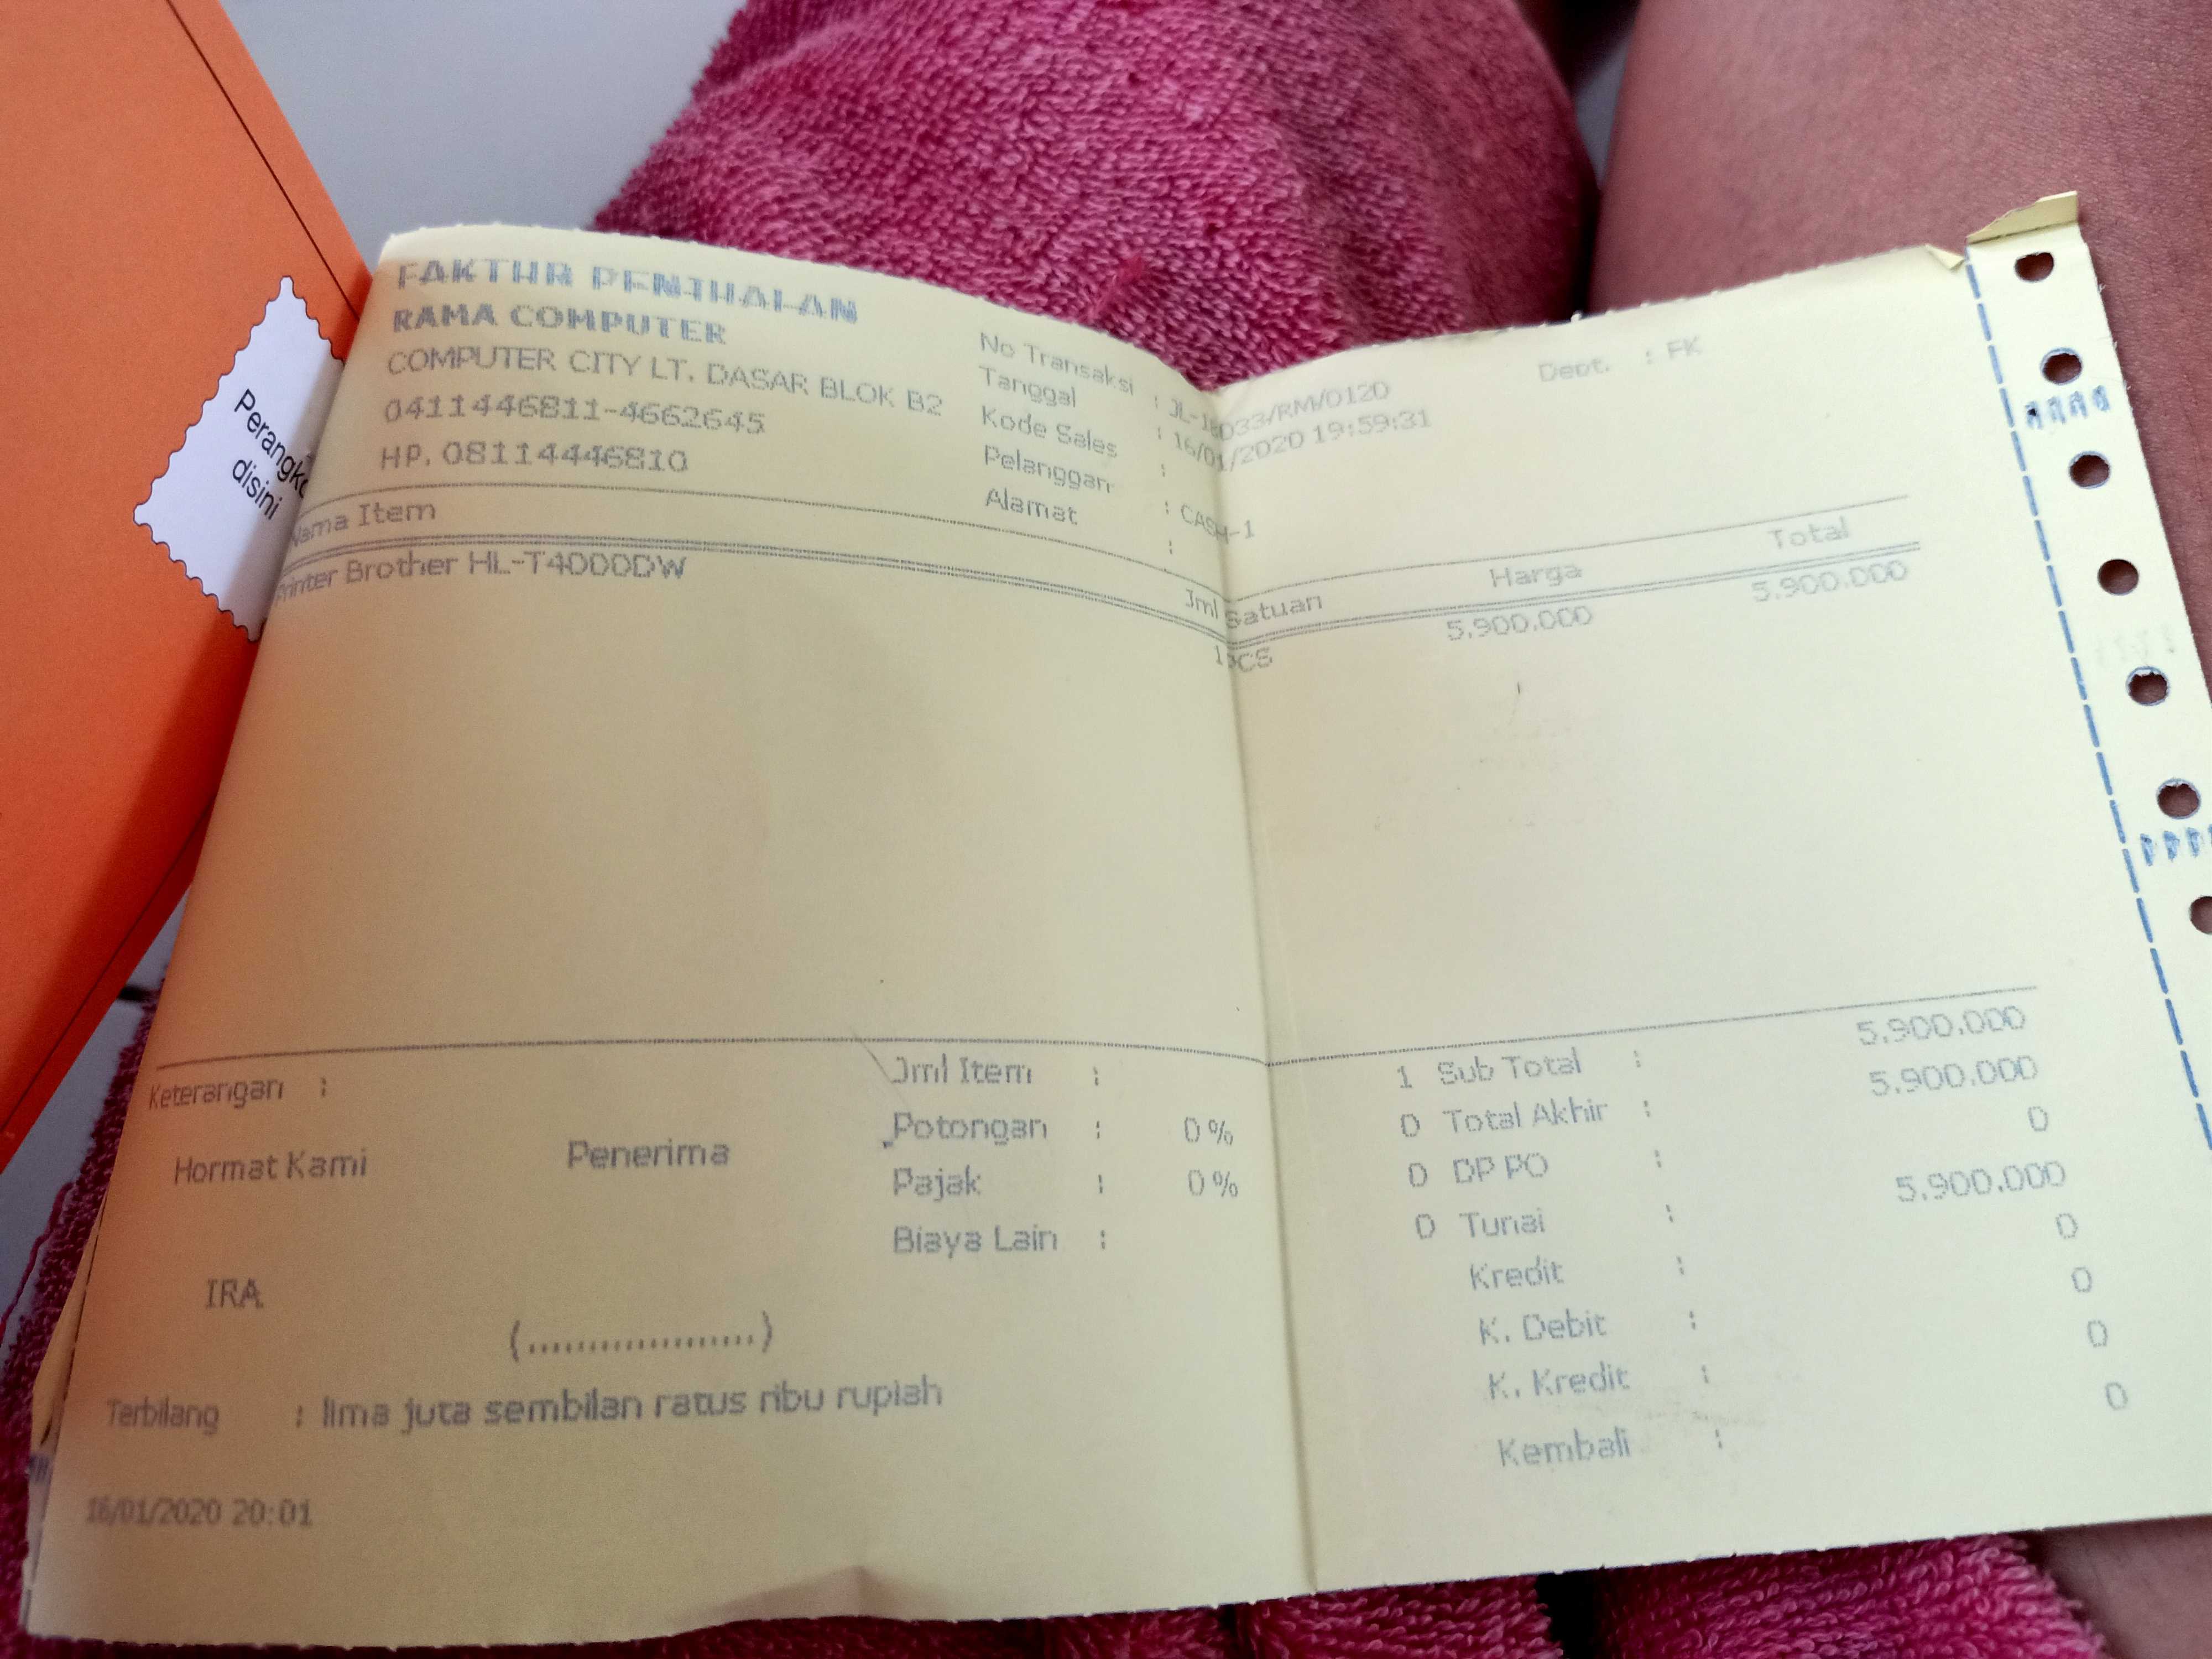 FAKTUR PENJUALAN
RAMA COMPUTER
COMPUTER CITY LT. DASAR BLOK B2
0411446811-4662645
HP. 08114446810
No Transaksi : /RM/0120
Tanggal : 16/01/2020 19:59:31
Kode Sales :
Pelanggan : CASH-1
Alamat :
Dept. : FK
Nama Item Jml Satuan Harga Total
Printer Brother HL-T4000DW 1 PCS 5.900.000 5.900.000
Keterangan :
Hormat Kami Penerima
IRA
(....................)
Jml Item : 1
Potongan : 0 % 0
Pajak : 0 % 0
Biaya Lain : 0
Sub Total : 5.900.000
Total Akhir : 5.900.000
DP PO : 0
Tunai : 5.900.000
Kredit : 0
K. Debit : 0
K. Kredit : 0
Kembali : 0
Terbilang : lima juta sembilan ratus ribu rupiah
16/01/2020 20:01
disini